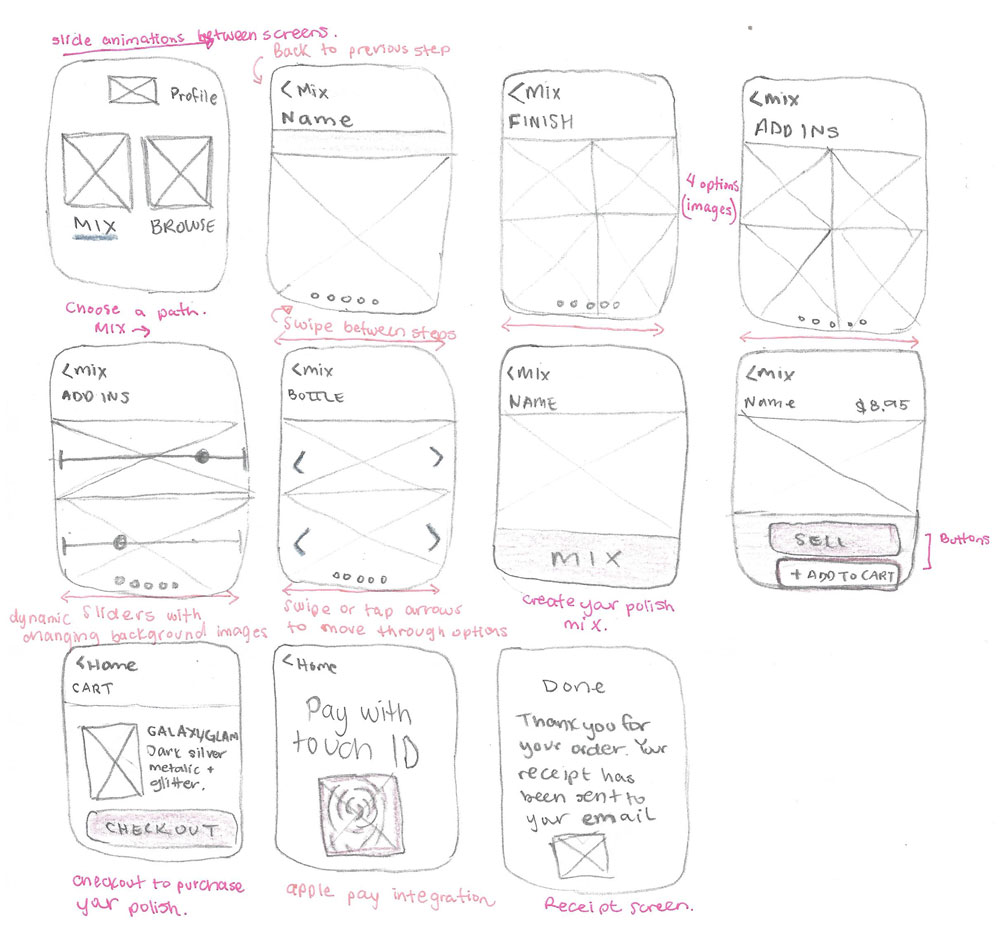 slide animations between screens.
Back to previous step
Profile
MIX
BROWSE
Choose a path.
MIX →
<Mix
Name
Swipe between steps
<Mix
FINISH
4 options
(images)
<mix
ADD INS
<mix
ADD INS
dynamic sliders with
changing background images
<mix
BOTTLE
< >
< >
Swipe or tap arrows
to move through options
<mix
NAME
MIX
create your polish
mix.
<mix
Name $8.95
SELL
+ ADD TO CART
Buttons
<Home
CART
GALAXY/GLAM
Dark silver
metalic +
glitter.
CHECKOUT
checkout to purchase
your polish.
<Home
Pay with
touch ID
apple pay integration
Done
Thank you for
your order. Your
receipt has
been sent to
your email
Receipt screen.